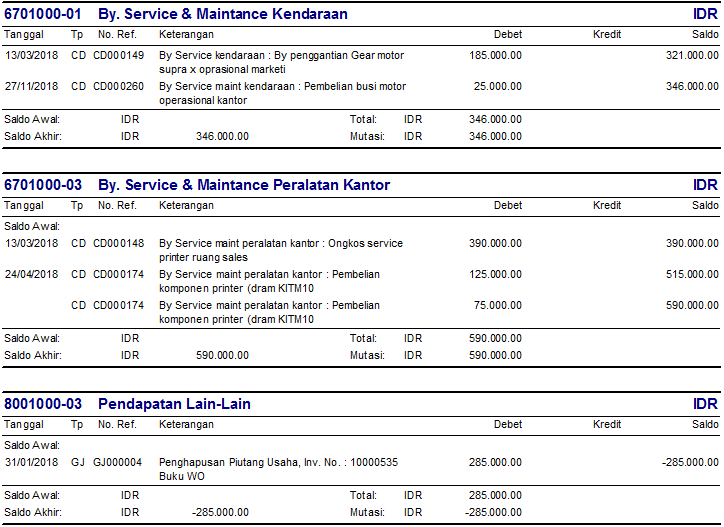 6701000-01 By. Service & Maintance Kendaraan IDR
Tanggal Tp No. Ref. Keterangan Debet Kredit Saldo
13/03/2018 CD CD000149 By Service kendaraan : By penggantian Gear motor 185.000.00 321.000.00
supra x oprasional marketi
27/11/2018 CD CD000260 By Service maint kendaraan : Pembelian busi motor 25.000.00 346.000.00
operasional kantor
Saldo Awal: IDR Total: IDR 346.000.00
Saldo Akhir: IDR 346.000.00 Mutasi: IDR 346.000.00
6701000-03 By. Service & Maintance Peralatan Kantor IDR
Tanggal Tp No. Ref. Keterangan Debet Kredit Saldo
Saldo Awal:
13/03/2018 CD CD000148 By Service maint peralatan kantor : Ongkos service 390.000.00 390.000.00
printer ruang sales
24/04/2018 CD CD000174 By Service maint peralatan kantor : Pembelian 125.000.00 515.000.00
komponen printer (dram KITM10
CD CD000174 By Service maint peralatan kantor : Pembelian 75.000.00 590.000.00
komponen printer (dram KITM10
Saldo Awal: IDR Total: IDR 590.000.00
Saldo Akhir: IDR 590.000.00 Mutasi: IDR 590.000.00
8001000-03 Pendapatan Lain-Lain IDR
Tanggal Tp No. Ref. Keterangan Debet Kredit Saldo
Saldo Awal:
31/01/2018 GJ GJ000004 Penghapusan Piutang Usaha, Inv. No. : 10000535 285.000.00 -285.000.00
Buku WO
Saldo Awal: IDR Total: IDR 285.000.00
Saldo Akhir: IDR -285.000.00 Mutasi: IDR -285.000.00